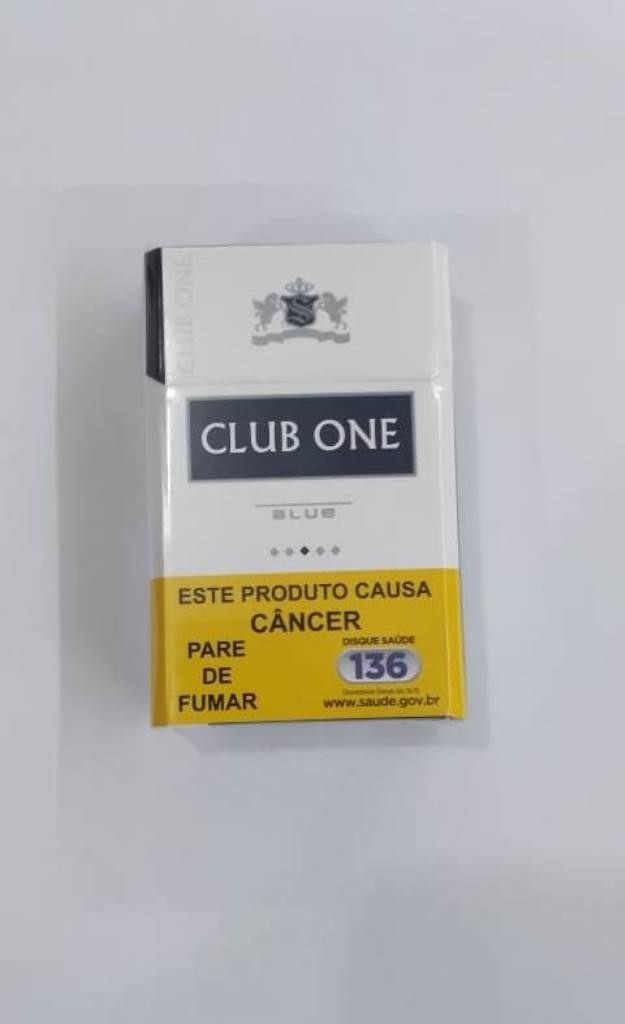 CLUB ONE
S
CLUB ONE
BLUE
ESTE PRODUTO CAUSA
CÂNCER
PARE
DE
FUMAR
DISQUE SAÚDE
136
www.saude.gov.br